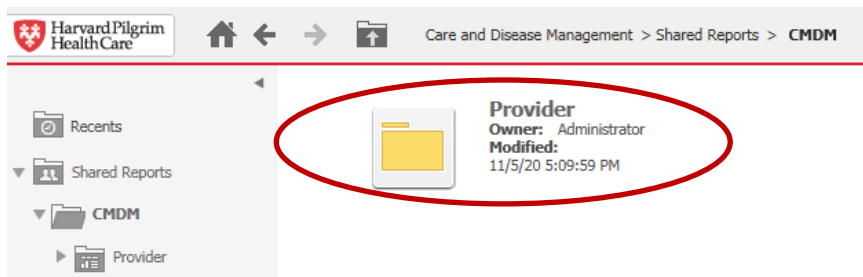 Harvard Pilgrim
HealthCare
Care and Disease Management > Shared Reports > CMDM
Recents
Shared Reports
CMDM
Provider
Provider
Owner: Administrator
Modified:
11/5/20 5:09:59 PM